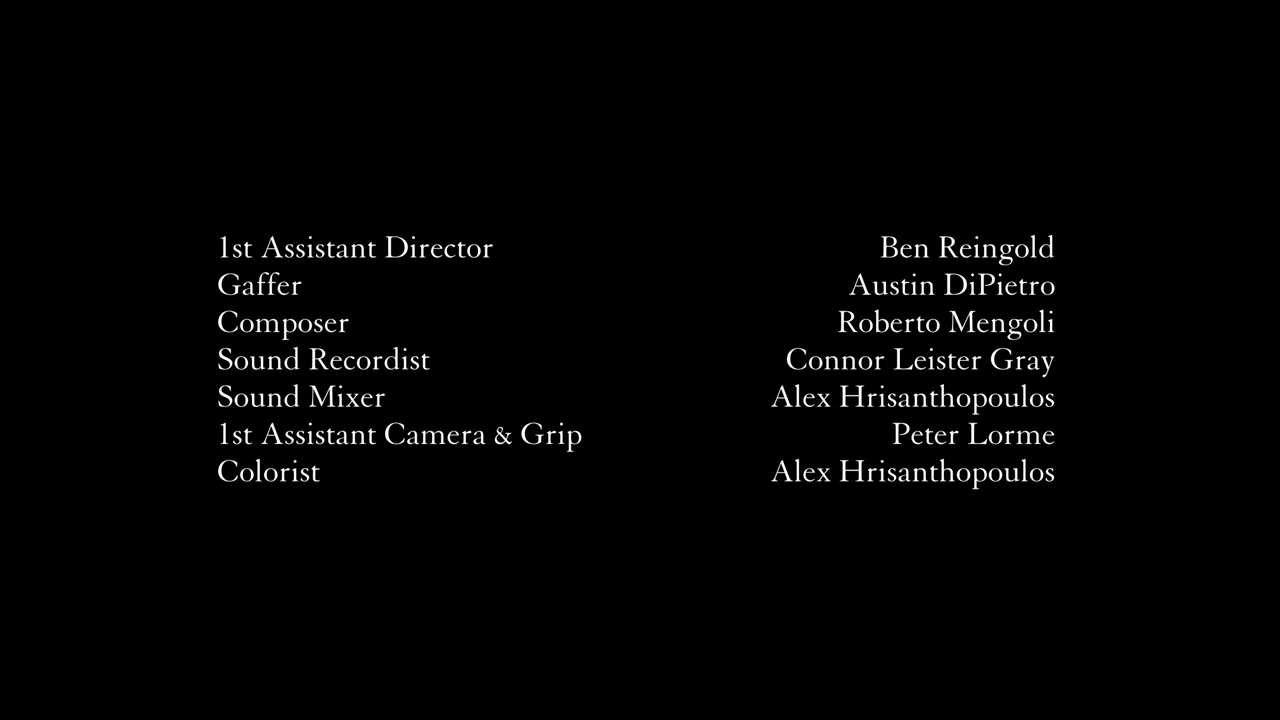 1st Assistant Director Ben Reingold
Gaffer Austin DiPietro
Composer Roberto Mengoli
Sound Recordist Connor Leister Gray
Sound Mixer Alex Hrisanthopoulos
1st Assistant Camera & Grip Peter Lorme
Colorist Alex Hrisanthopoulos